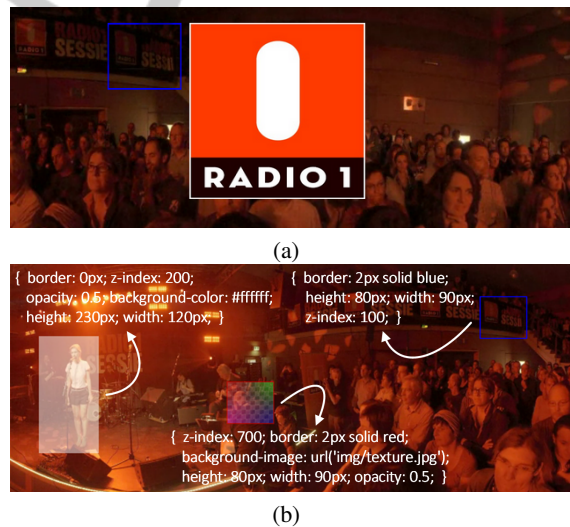 RADIO
SESSIE
RADIO 1
(a)
{ border: 0px; z-index: 200;
opacity: 0.5; background-color: #ffffff;
height: 230px; width: 120px; }
{ border: 2px solid blue;
height: 80px; width: 90px;
z-index: 100; }
{ z-index: 700; border: 2px solid red;
background-image: url('img/texture.jpg');
height: 80px; width: 90px; opacity: 0.5; }
(b)